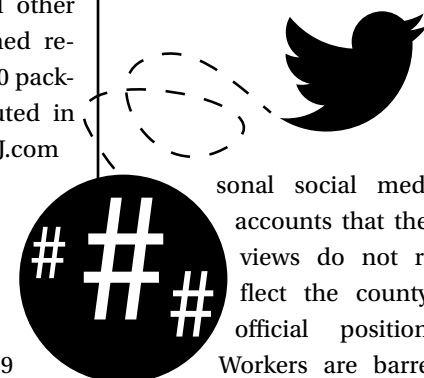 other
ned re-
0 pack-
uted in
J.com
9
# # #
sonal social med
accounts that the
views do not r
flect the county
official position
Workers are barre